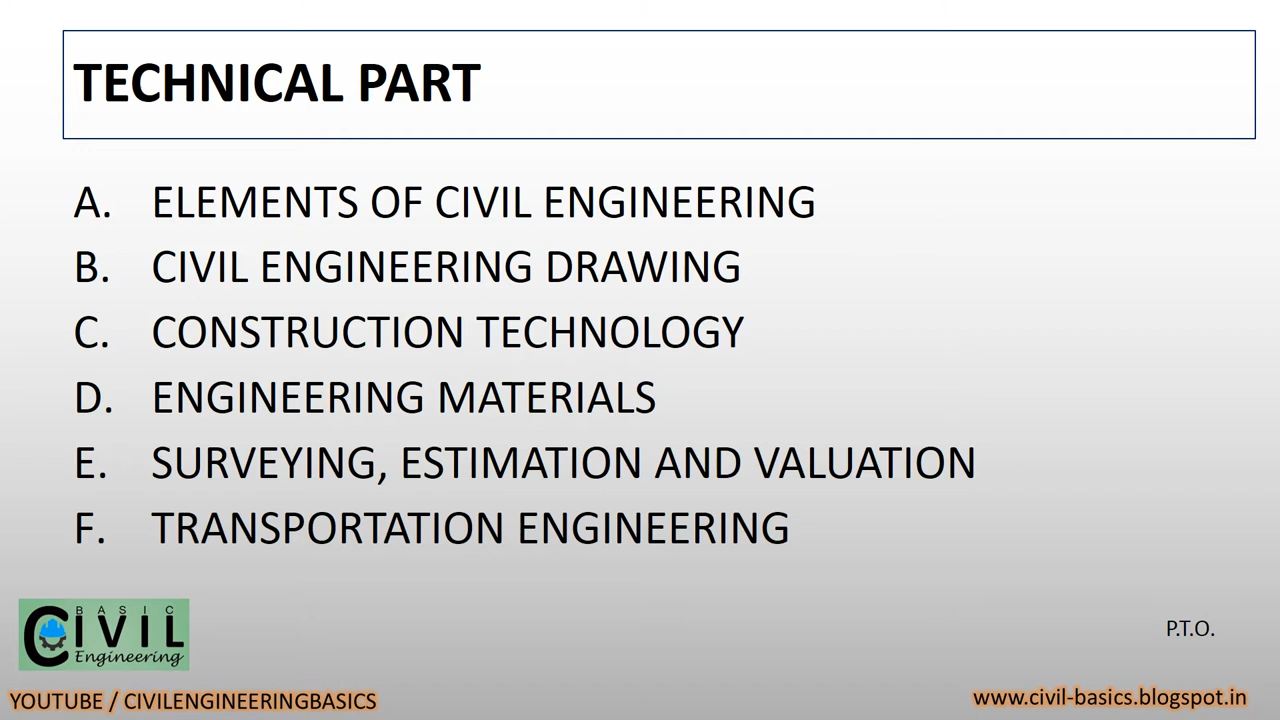 TECHNICAL PART
A. ELEMENTS OF CIVIL ENGINEERING
B. CIVIL ENGINEERING DRAWING
C. CONSTRUCTION TECHNOLOGY
D. ENGINEERING MATERIALS
E. SURVEYING, ESTIMATION AND VALUATION
F. TRANSPORTATION ENGINEERING
BASIC
CIVIL
Engineering
P.T.O.
YOUTUBE / CIVILENGINEERINGBASICS
www.civil-basics.blogspot.in